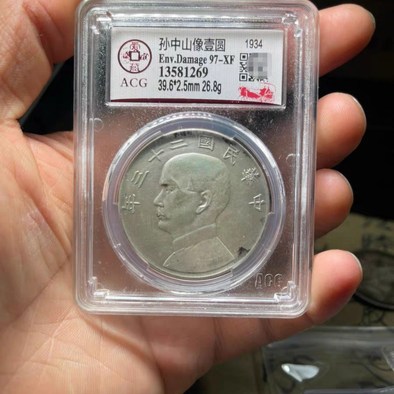 孙中山像壹圆 1934
Env.Damage 97-XF
13581269
39.6*2.5mm 26.8g
ACG
年三十二國民華中
ACG